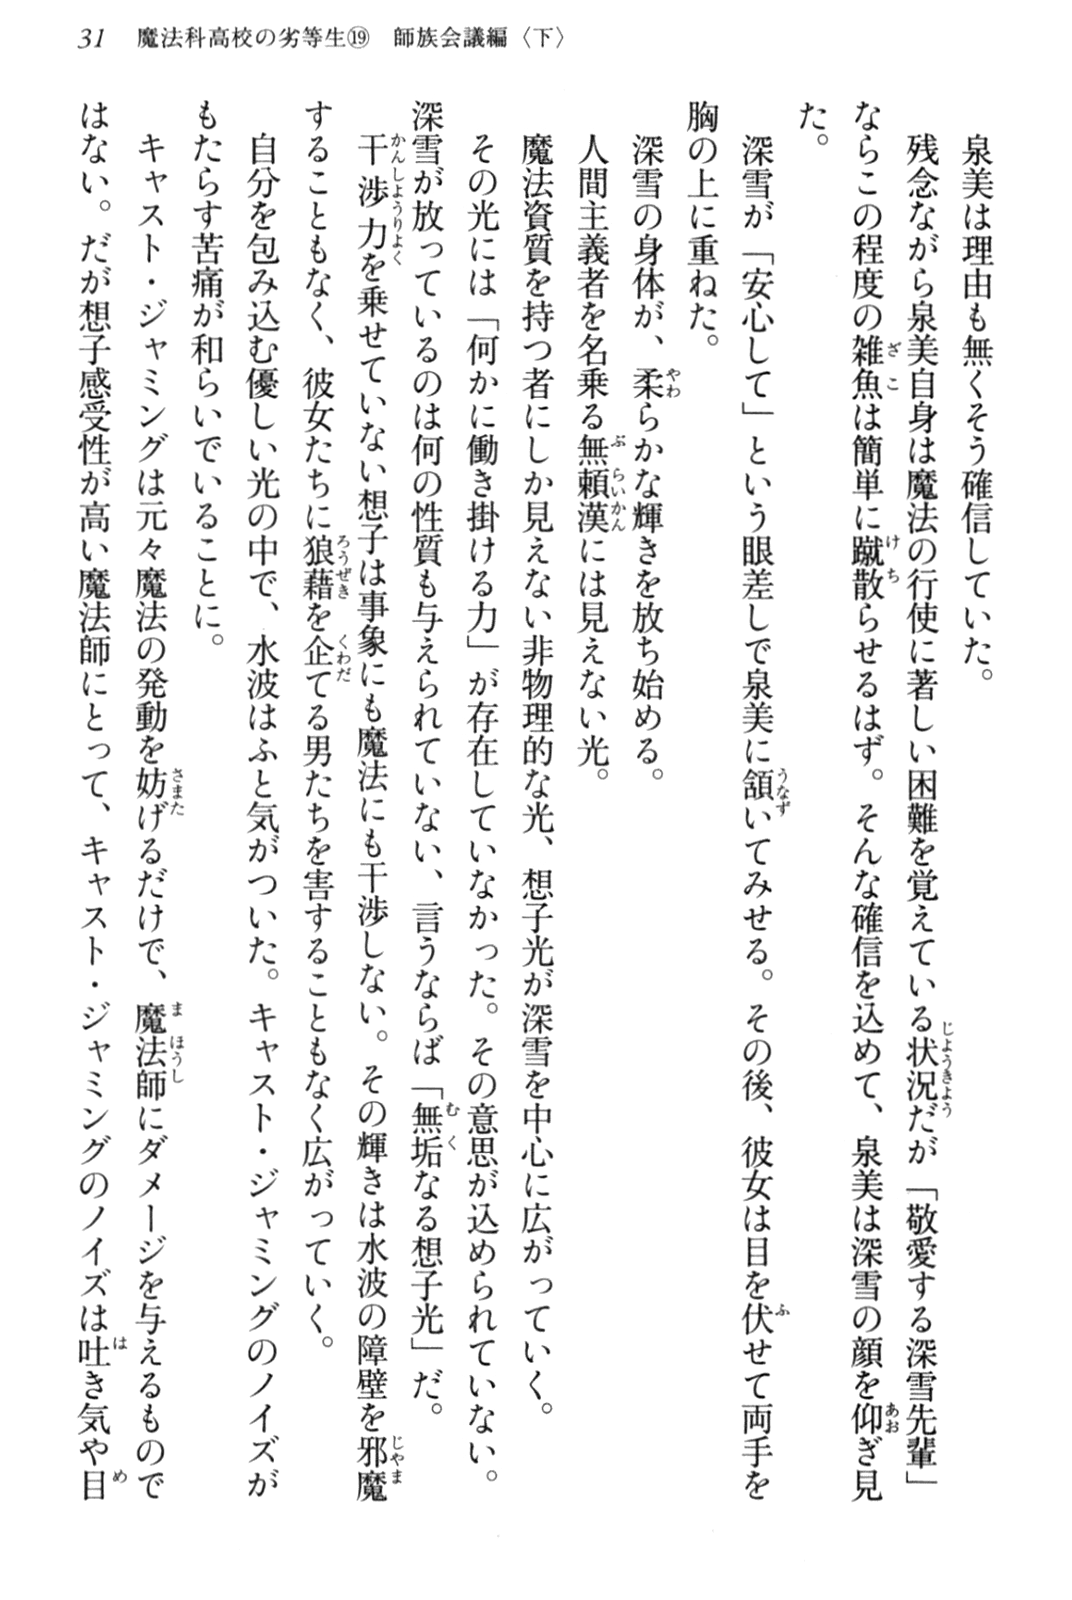 31　魔法科高校の劣等生⑲　師族会議編〈下〉
泉美は理由も無くそう確信していた。
残念ながら泉美自身は魔法の行使に著しい困難を覚えている状況だが「敬愛する深雪先輩」
ならこの程度の雑魚は簡単に蹴散らせるはず。そんな確信を込めて、泉美は深雪の顔を仰ぎ見
た。
深雪が「安心して」という眼差しで泉美に頷いてみせる。その後、彼女は目を伏せて両手を
胸の上に重ねた。
深雪の身体が、柔らかな輝きを放ち始める。
人間主義者を名乗る無頼漢には見えない光。
魔法資質を持つ者にしか見えない非物理的な光、想子光が深雪を中心に広がっていく。
その光には「何かに働き掛ける力」が存在していなかった。その意思が込められていない。
深雪が放っているのは何の性質も与えられていない、言うならば「無垢なる想子光」だ。
干渉力を乗せていない想子は事象にも魔法にも干渉しない。その輝きは水波の障壁を邪魔
することもなく、彼女たちに狼藉を企てる男たちを害することもなく広がっていく。
自分を包み込む優しい光の中で、水波はふと気がついた。キャスト・ジャミングのノイズが
もたらす苦痛が和らいでいることに。
キャスト・ジャミングは元々魔法の発動を妨げるだけで、魔法師にダメージを与えるもので
はない。だが想子感受性が高い魔法師にとって、キャスト・ジャミングのノイズは吐き気や目